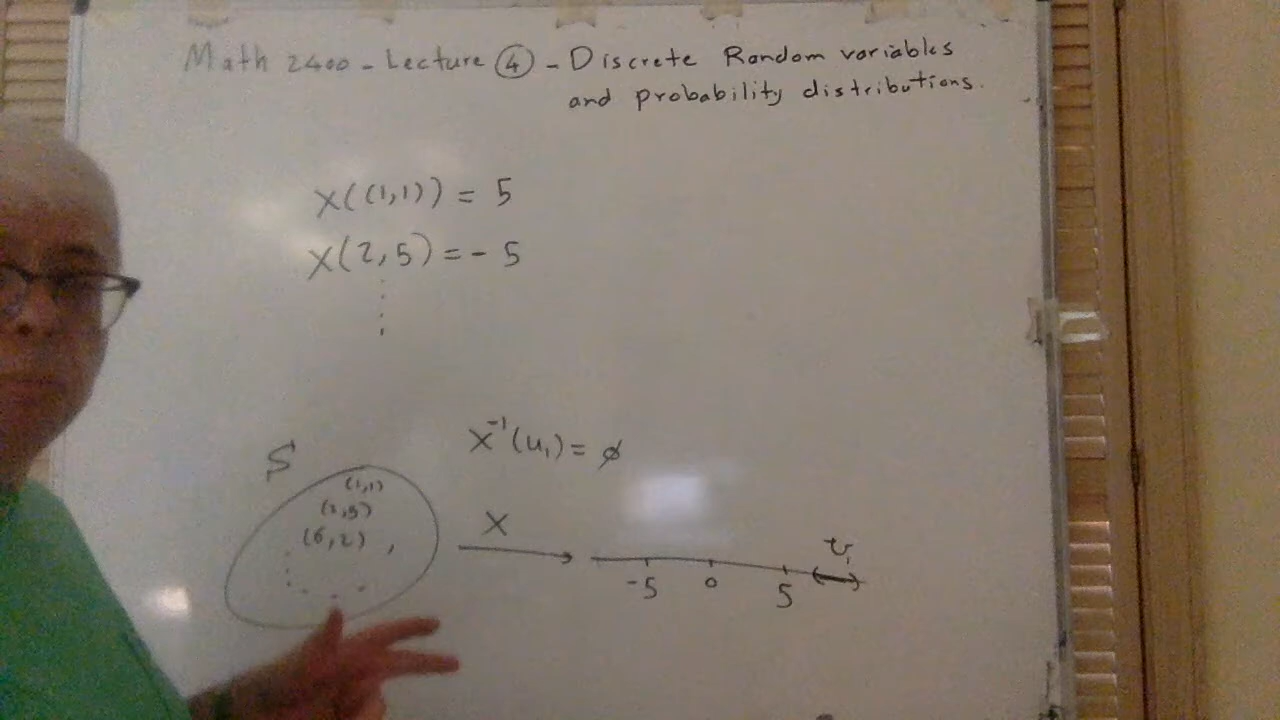 Math 2400 - Lecture ④ - Discrete Random variables
and probability distributions.
X((1,1)) = 5
X(2,5) = - 5
X⁻¹(u₁) = ∅
S
(1,1)
(2,5)
(6,2) ,
X
U₁
-5 0 5